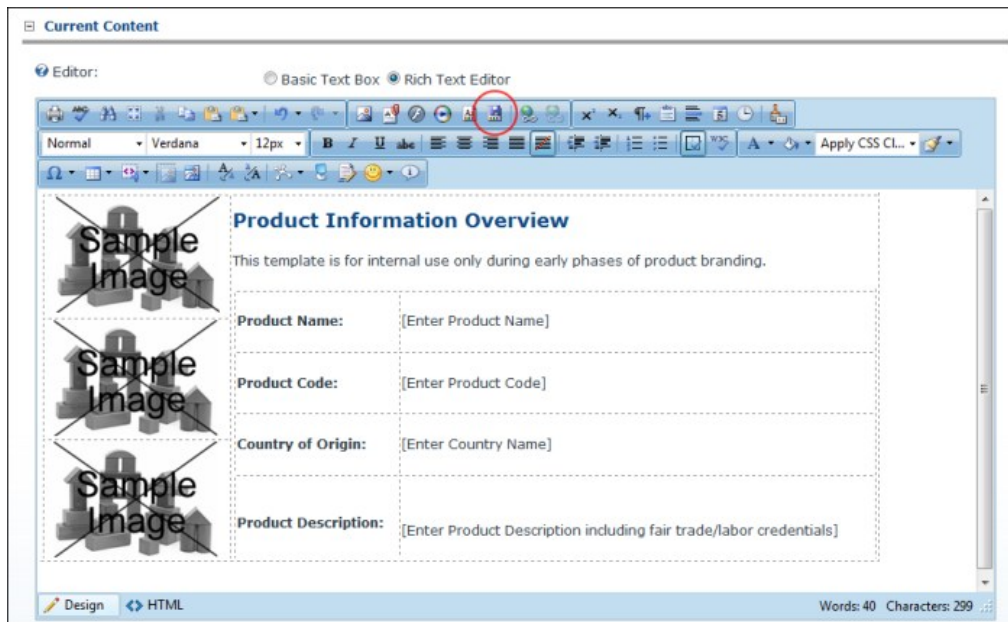 Current Content
Editor:
Basic Text Box Rich Text Editor
Normal Verdana 12px B I U abc W3C A Apply CSS Cl...
Ω
Sample
Image
Product Information Overview
This template is for internal use only during early phases of product branding.
Product Name: [Enter Product Name]
Sample
Image
Product Code: [Enter Product Code]
Country of Origin: [Enter Country Name]
Sample
Image
Product Description: [Enter Product Description including fair trade/labor credentials]
Design HTML Words: 40 Characters: 299